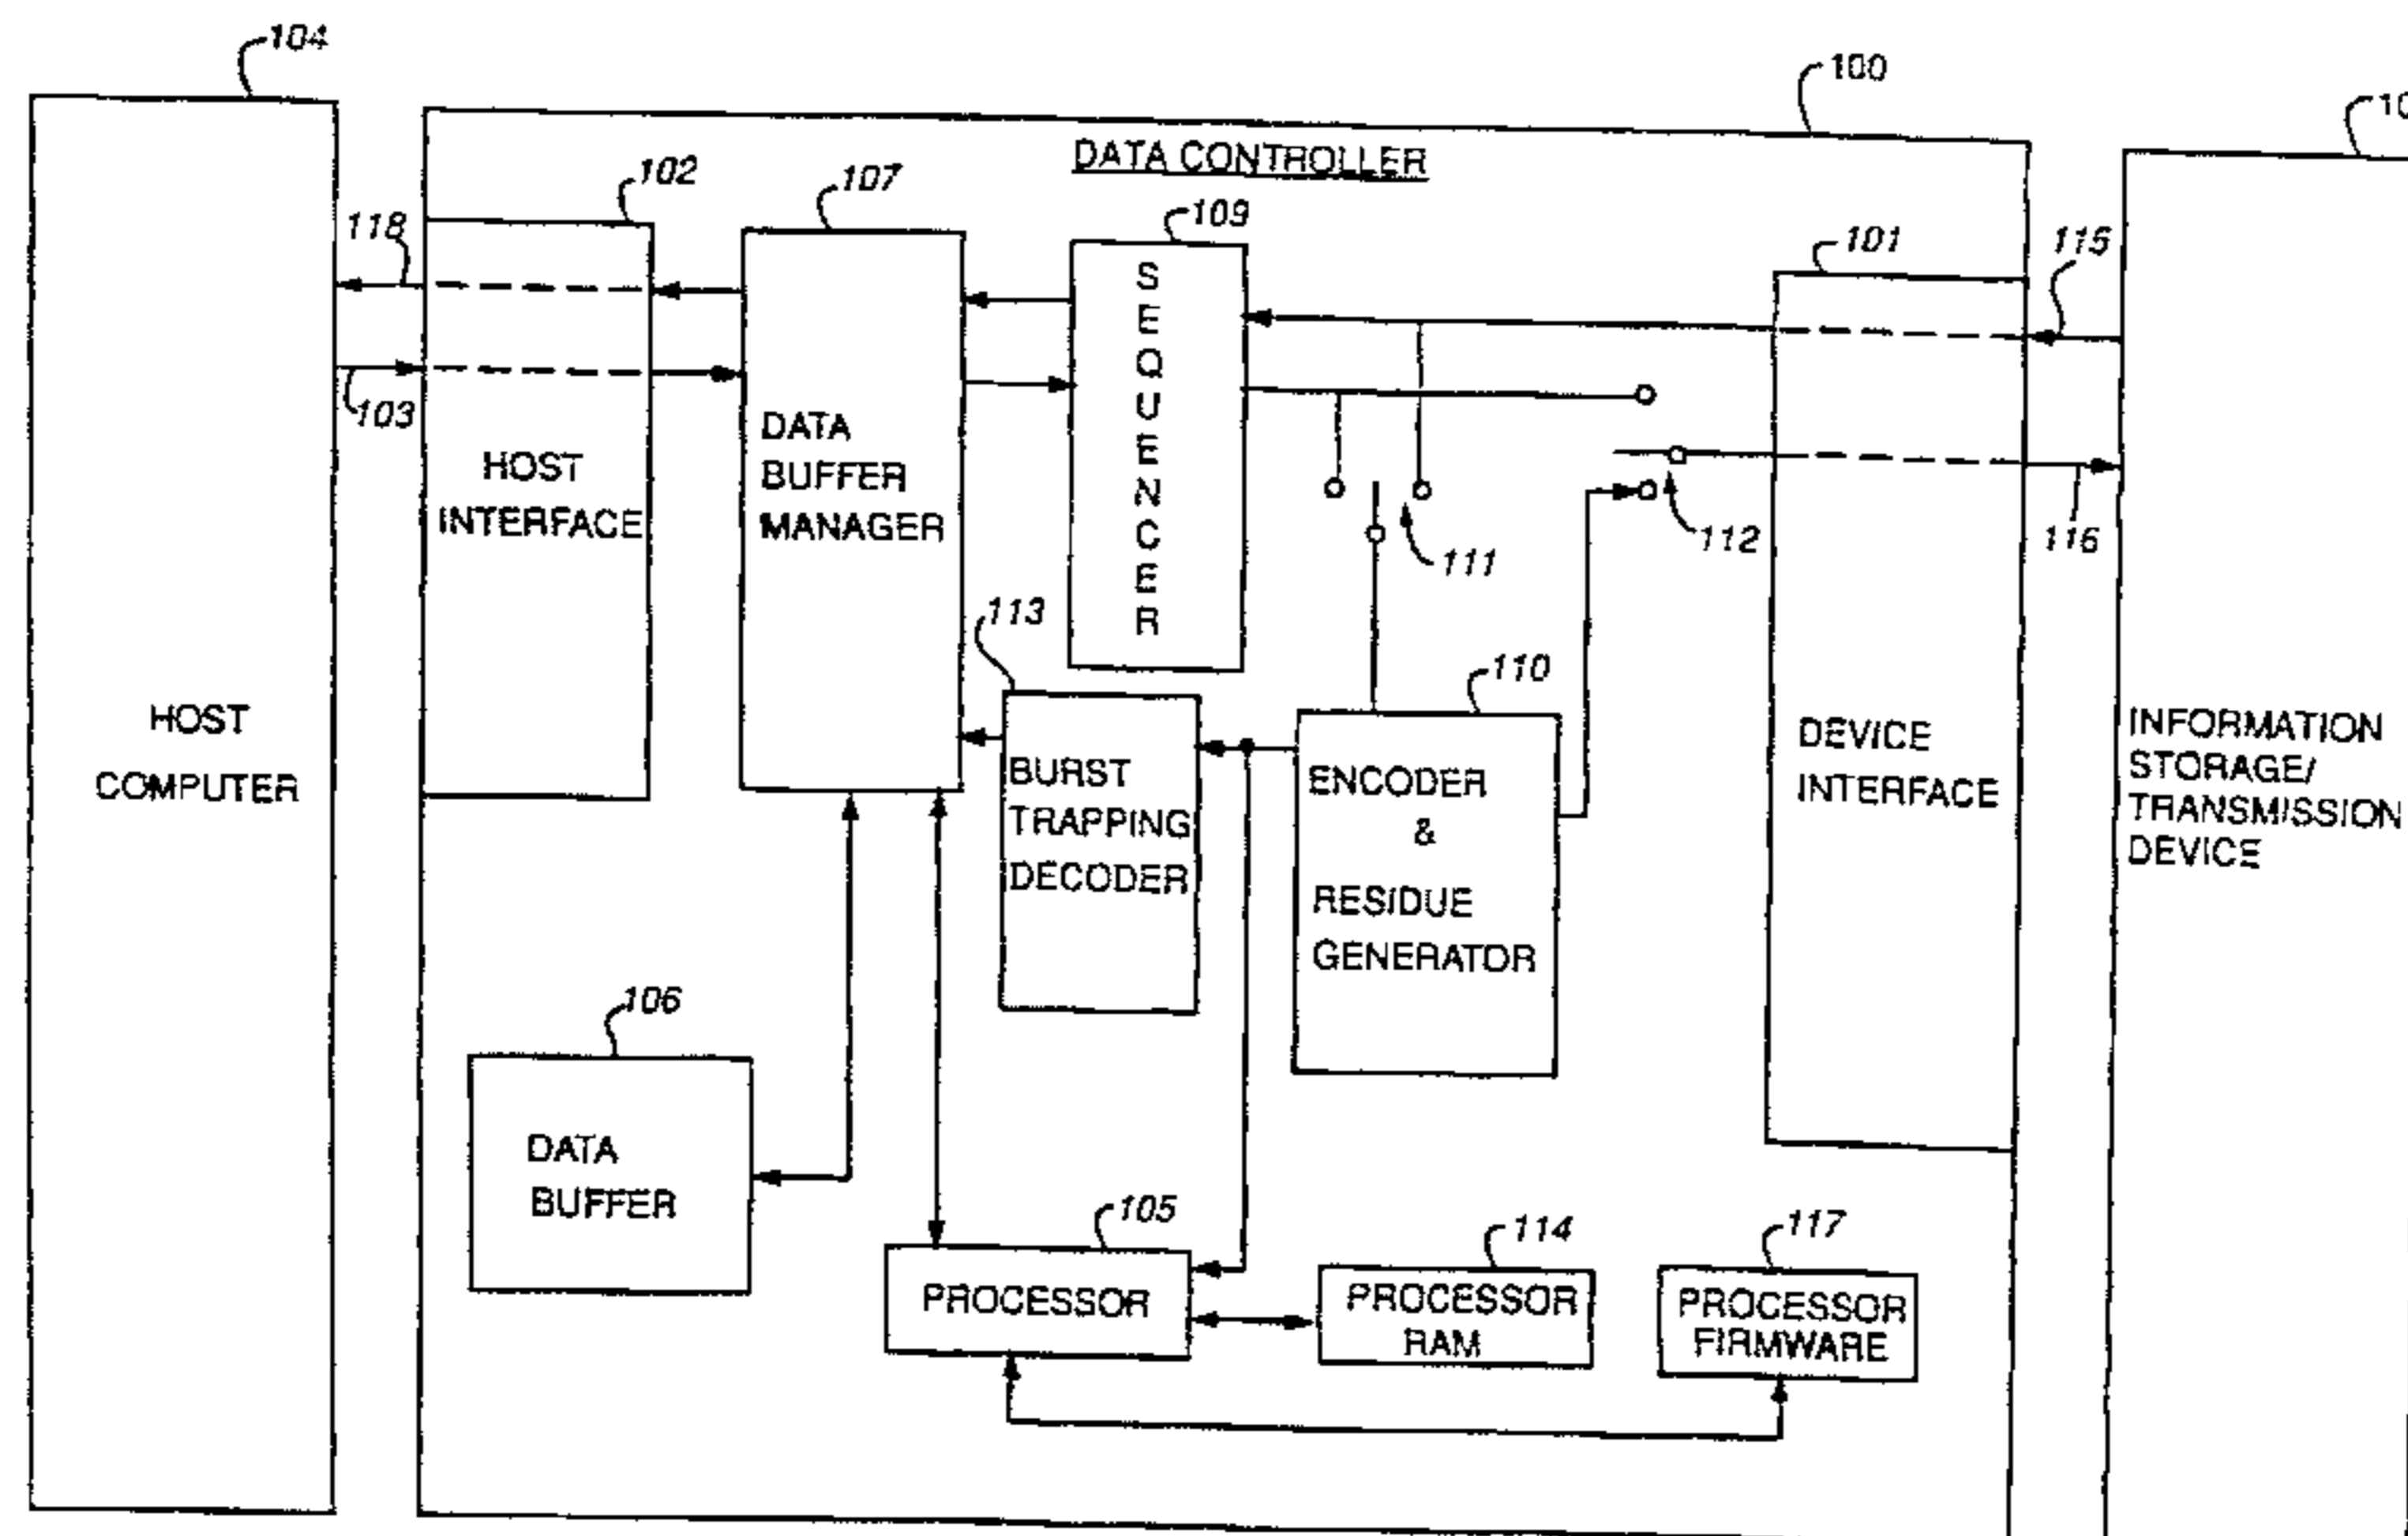 104
100
DATA CONTROLLER
102
107
109
118
101
115
103
SEQUENCER
HOST
INTERFACE
DATA
BUFFER
MANAGER
111
112
116
113
110
HOST
COMPUTER
BURST
TRAPPING
DECODER
ENCODER
&
RESIDUE
GENERATOR
DEVICE
INTERFACE
INFORMATION
STORAGE/
TRANSMISSION
DEVICE
106
DATA
BUFFER
105
PROCESSOR
114
PROCESSOR
RAM
117
PROCESSOR
FIRMWARE